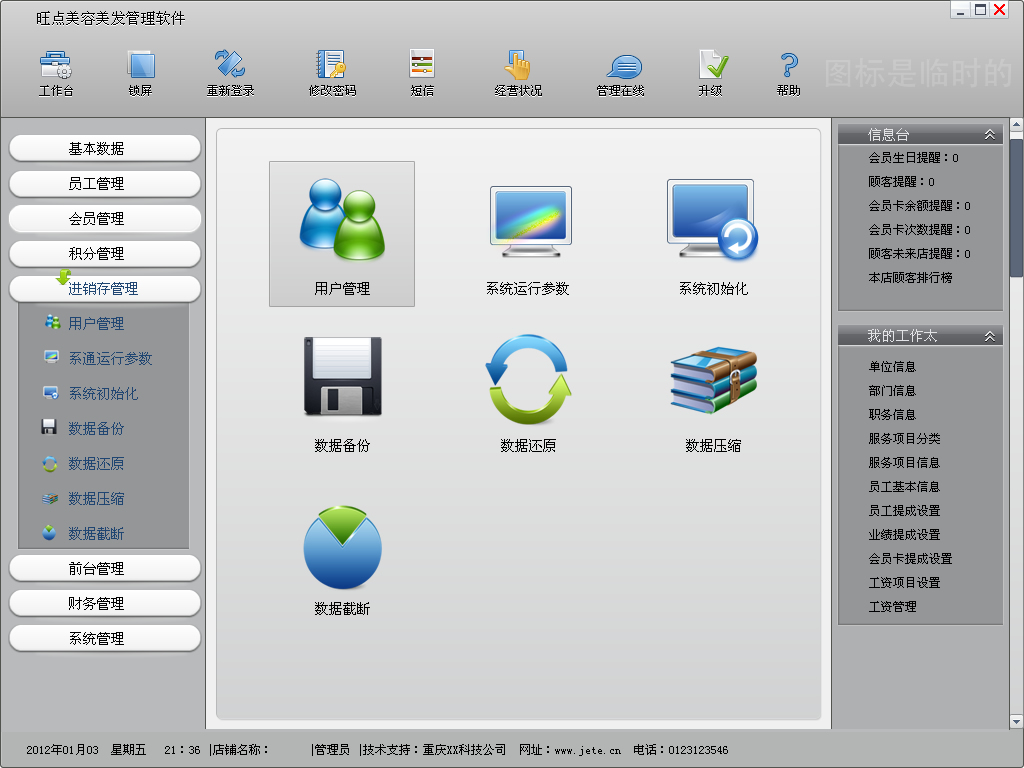 旺点美容美发管理软件
工作台 锁屏 重新登录 修改密码 短信 经营状况 管理在线 升级 帮助
图标是临时的
基本数据
员工管理
会员管理
积分管理
进销存管理
用户管理
系通运行参数
系统初始化
数据备份
数据还原
数据压缩
数据截断
前台管理
财务管理
系统管理
用户管理 系统运行参数 系统初始化
数据备份 数据还原 数据压缩
数据截断
信息台
会员生日提醒：0
顾客提醒：0
会员卡余额提醒：0
会员卡次数提醒：0
顾客未来店提醒：0
本店顾客排行榜
我的工作太
单位信息
部门信息
职务信息
服务项目分类
服务项目信息
员工基本信息
员工提成设置
业绩提成设置
会员卡提成设置
工资项目设置
工资管理
2012年01月03 星期五 21：36 |店铺名称： |管理员 |技术支持：重庆XX科技公司 网址：www.jete.cn 电话：0123123546